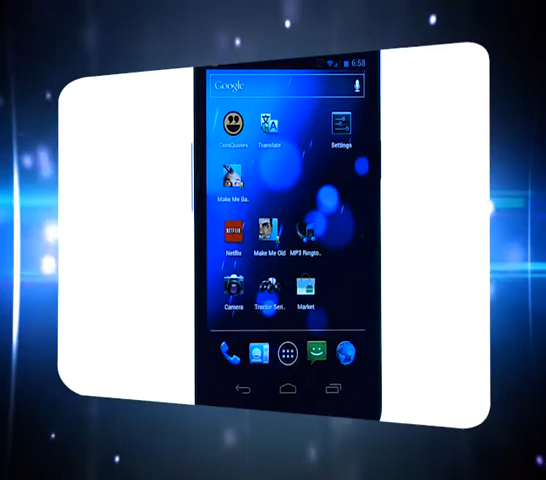 6:58
Google
Translate
Settings
Make Me Ba..
NETFLIX
Netflix
Make Me Old
MP3 Ringto..
Camera
Tractor Seri..
Market